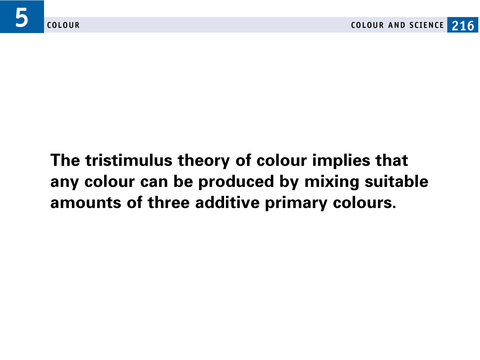 5
COLOUR
COLOUR AND SCIENCE 216
The tristimulus theory of colour implies that
any colour can be produced by mixing suitable
amounts of three additive primary colours.